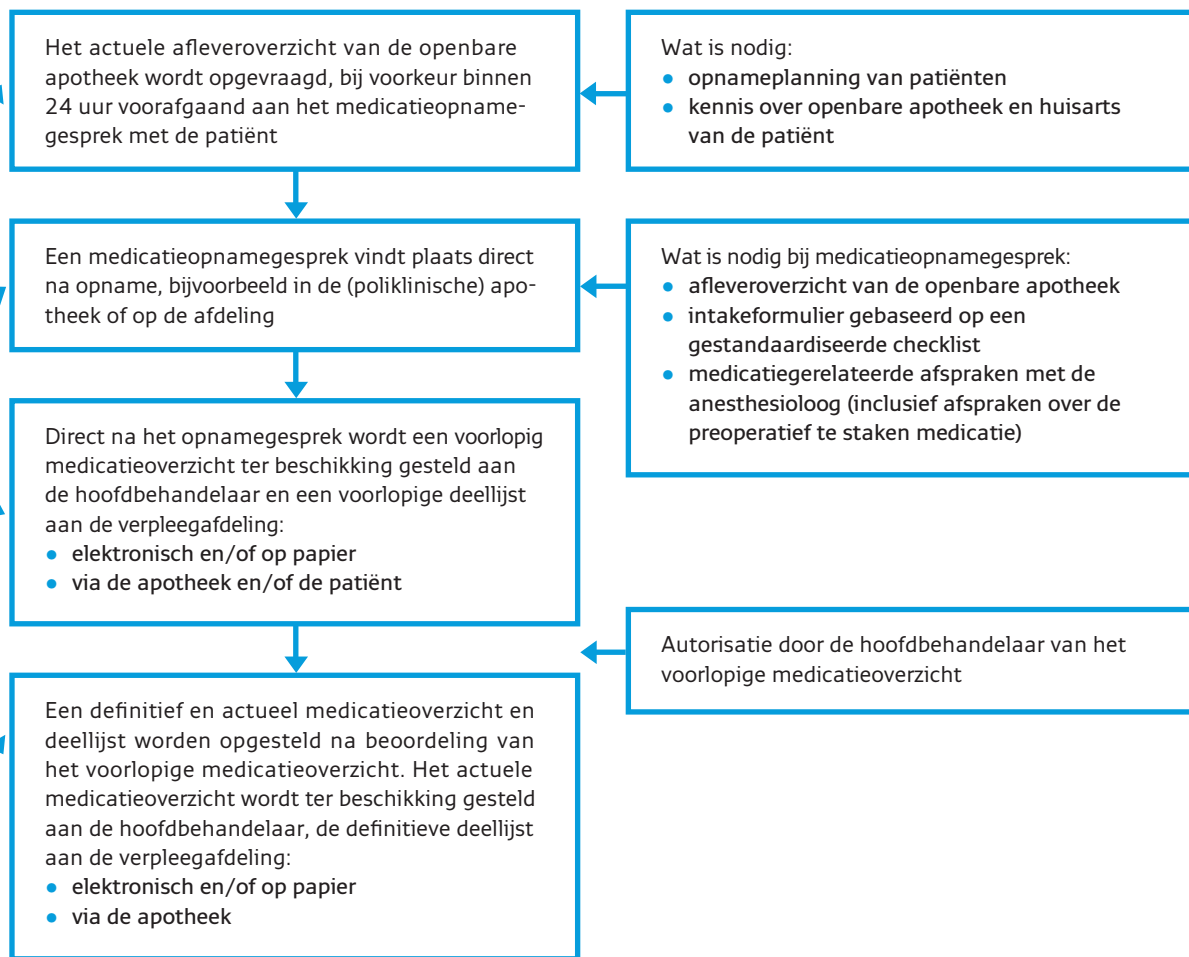 Het actuele afleveroverzicht van de openbare
apotheek wordt opgevraagd, bij voorkeur binnen
24 uur voorafgaand aan het medicatieopname-
gesprek met de patiënt
Wat is nodig:
• opnameplanning van patiënten
• kennis over openbare apotheek en huisarts
van de patiënt
Een medicatieopnamegesprek vindt plaats direct
na opname, bijvoorbeeld in de (poliklinische) apo-
theek of op de afdeling
Wat is nodig bij medicatieopnamegesprek:
• afleveroverzicht van de openbare apotheek
• intakeformulier gebaseerd op een
gestandaardiseerde checklist
• medicatiegerelateerde afspraken met de
anesthesioloog (inclusief afspraken over de
preoperatief te staken medicatie)
Direct na het opnamegesprek wordt een voorlopig
medicatieoverzicht ter beschikking gesteld aan
de hoofdbehandelaar en een voorlopige deellijst
aan de verpleegafdeling:
• elektronisch en/of op papier
• via de apotheek en/of de patiënt
Autorisatie door de hoofdbehandelaar van het
voorlopige medicatieoverzicht
Een definitief en actueel medicatieoverzicht en
deellijst worden opgesteld na beoordeling van
het voorlopige medicatieoverzicht. Het actuele
medicatieoverzicht wordt ter beschikking gesteld
aan de hoofdbehandelaar, de definitieve deellijst
aan de verpleegafdeling:
• elektronisch en/of op papier
• via de apotheek